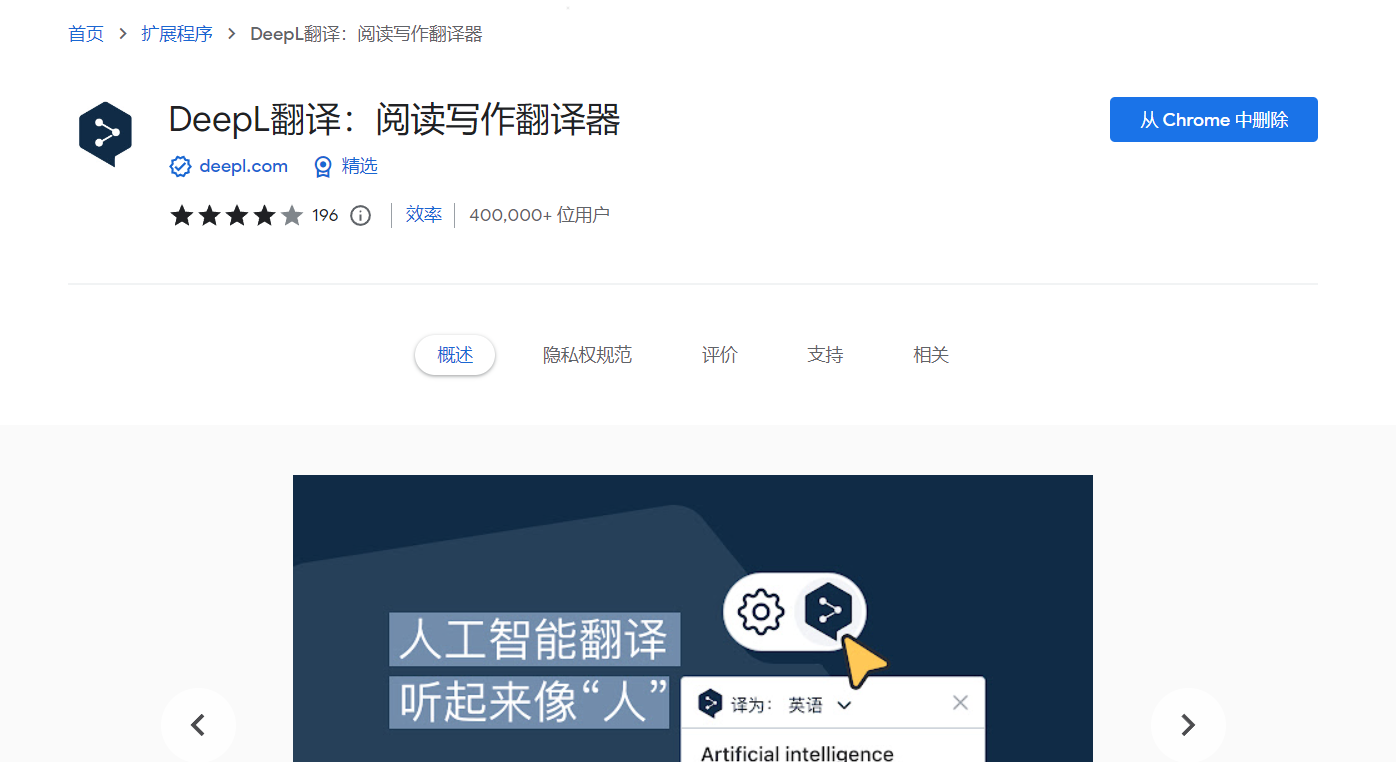 首页 > 扩展程序 > DeepL翻译：阅读写作翻译器
DeepL翻译：阅读写作翻译器
从 Chrome 中删除
deepl.com 精选
196 效率 400,000+ 位用户
概述 隐私权规范 评价 支持 相关
人工智能翻译
听起来像“人”
译为： 英语
Artificial intelligence